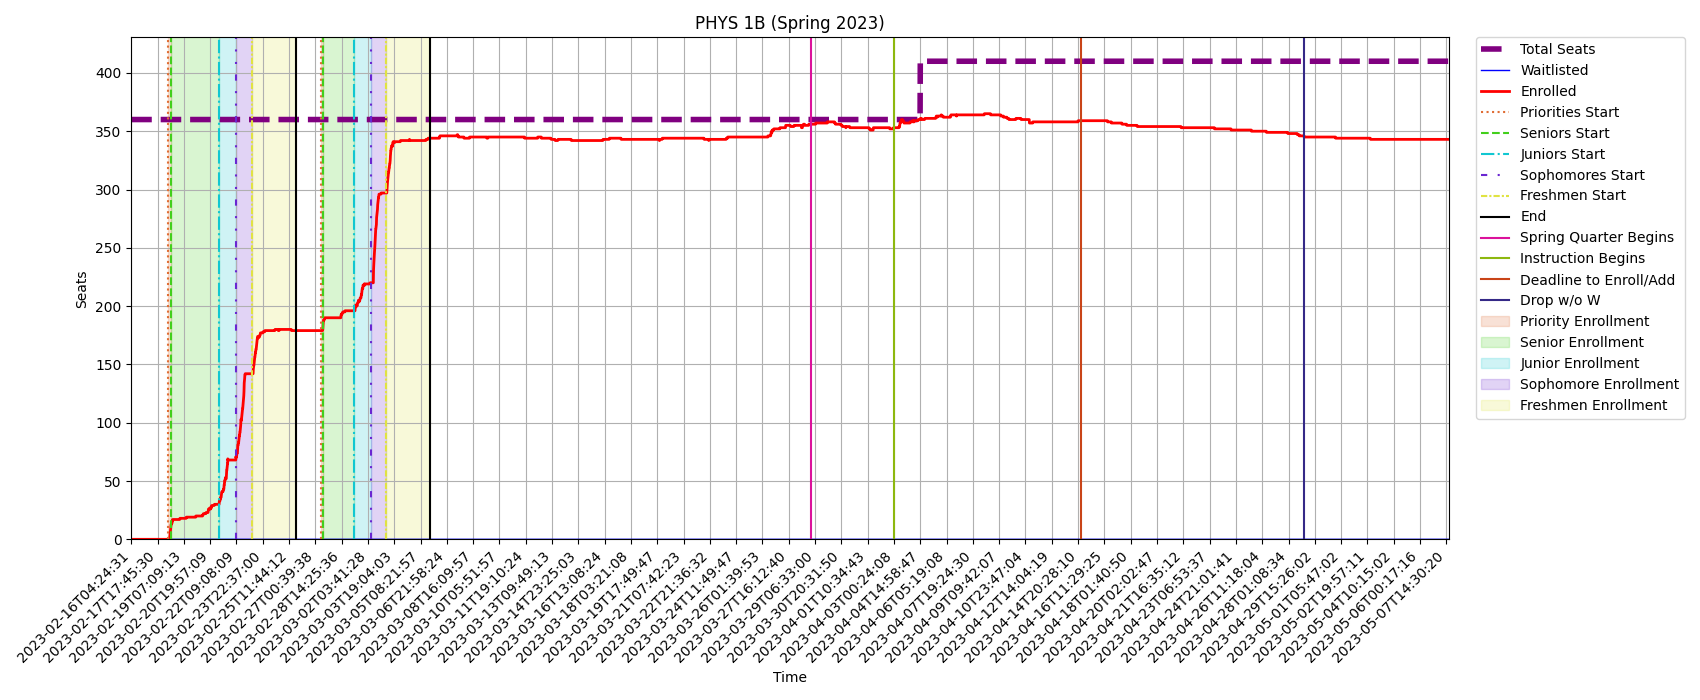 PHYS 1B (Spring 2023)
Seats
400
350
300
250
200
150
100
50
0
2023-02-16T04:24:31
2023-02-17T17:45:30
2023-02-19T07:09:13
2023-02-20T19:57:09
2023-02-22T09:08:09
2023-02-23T22:37:00
2023-02-25T11:44:12
2023-02-27T00:39:38
2023-02-28T14:25:36
2023-03-02T03:41:28
2023-03-03T19:04:03
2023-03-05T08:21:57
2023-03-06T21:58:24
2023-03-08T16:09:57
2023-03-10T05:51:57
2023-03-11T19:10:24
2023-03-13T09:49:13
2023-03-14T23:25:03
2023-03-16T13:08:24
2023-03-18T03:21:08
2023-03-19T17:49:47
2023-03-21T07:42:23
2023-03-22T21:36:32
2023-03-24T11:49:47
2023-03-26T01:39:53
2023-03-27T16:12:40
2023-03-29T06:33:00
2023-03-30T20:31:50
2023-04-01T10:34:43
2023-04-03T00:24:08
2023-04-04T14:58:47
2023-04-06T05:19:08
2023-04-07T19:24:30
2023-04-09T09:42:07
2023-04-10T23:47:04
2023-04-12T14:04:19
2023-04-14T20:28:10
2023-04-16T11:29:25
2023-04-18T01:40:50
2023-04-20T02:02:47
2023-04-21T16:35:12
2023-04-23T06:53:37
2023-04-24T21:01:41
2023-04-26T11:18:04
2023-04-28T01:08:34
2023-04-29T15:26:02
2023-05-01T05:47:02
2023-05-02T19:57:11
2023-05-04T10:15:02
2023-05-06T00:17:16
2023-05-07T14:30:20
Time
Total Seats
Waitlisted
Enrolled
Priorities Start
Seniors Start
Juniors Start
Sophomores Start
Freshmen Start
End
Spring Quarter Begins
Instruction Begins
Deadline to Enroll/Add
Drop w/o W
Priority Enrollment
Senior Enrollment
Junior Enrollment
Sophomore Enrollment
Freshmen Enrollment